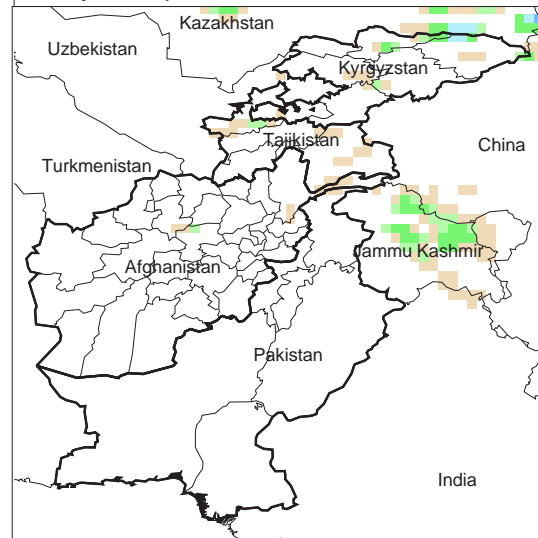 Kazakhstan
Uzbekistan
Kyrgyzstan
Tajikistan
China
Turkmenistan
Jammu Kashmir
Afghanistan
Pakistan
India